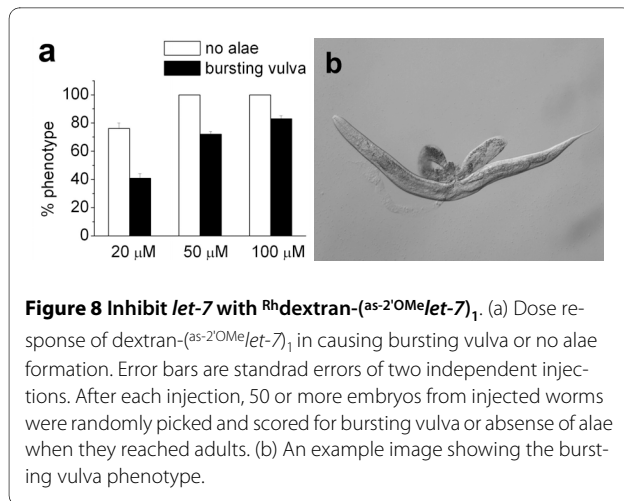 a
no alae
bursting vulva
b
% phenotype
100
80
60
40
20
0
20 μM 50 μM 100 μM
Figure 8 Inhibit let-7 with Rhdextran-(as-2'OMelet-7)1. (a) Dose re-
sponse of dextran-(as-2'OMelet-7)1 in causing bursting vulva or no alae
formation. Error bars are standrad errors of two independent injec-
tions. After each injection, 50 or more embryos from injected worms
were randomly picked and scored for bursting vulva or absense of alae
when they reached adults. (b) An example image showing the burst-
ing vulva phenotype.